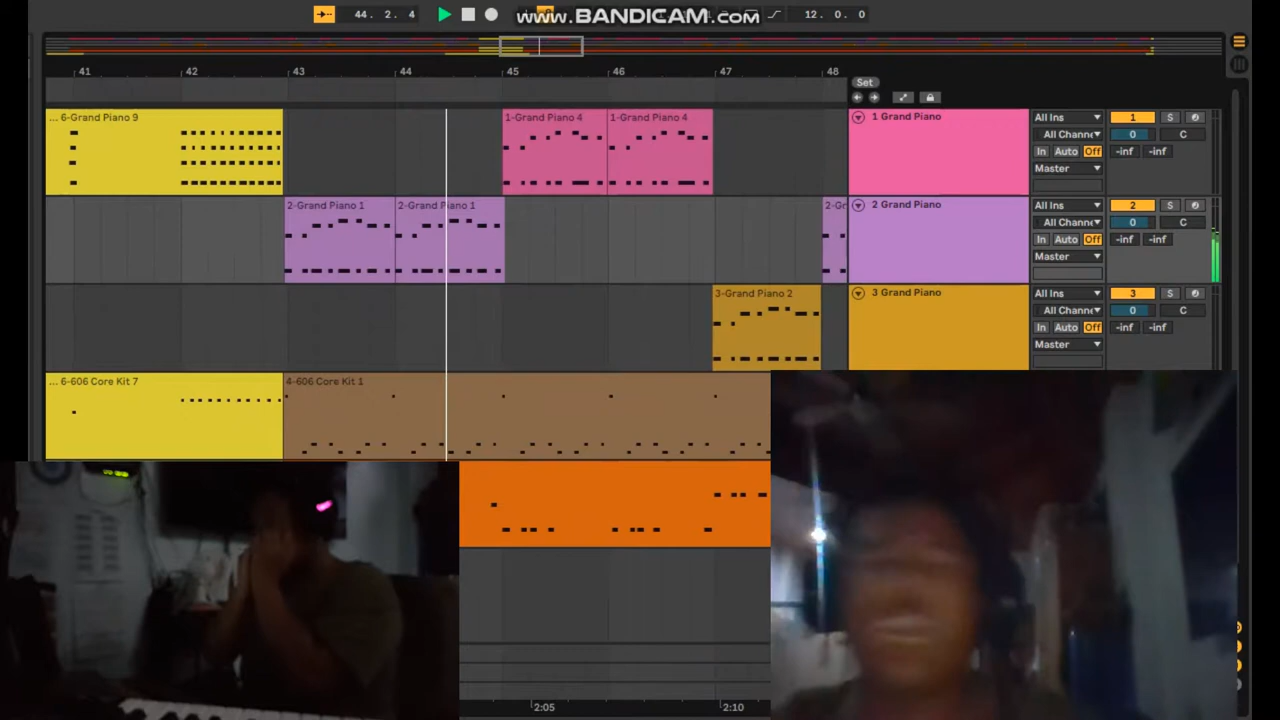 44. 2. 4
www.BANDICAM.com
12. 0. 0
41 42 43 44 45 46 47 48
Set
... 6-Grand Piano 9
1-Grand Piano 4 1-Grand Piano 4
1 Grand Piano
All Ins 1 S
All Channe 0 C
In Auto Off -inf -inf
Master
2-Grand Piano 1 2-Grand Piano 1
2-Gr
2 Grand Piano
All Ins 2 S
All Channe 0 C
In Auto Off -inf -inf
Master
3-Grand Piano 2
3 Grand Piano
All Ins 3 S
All Channe 0 C
In Auto Off -inf -inf
Master
... 6-606 Core Kit 7
4-606 Core Kit 1
2:05 2:10